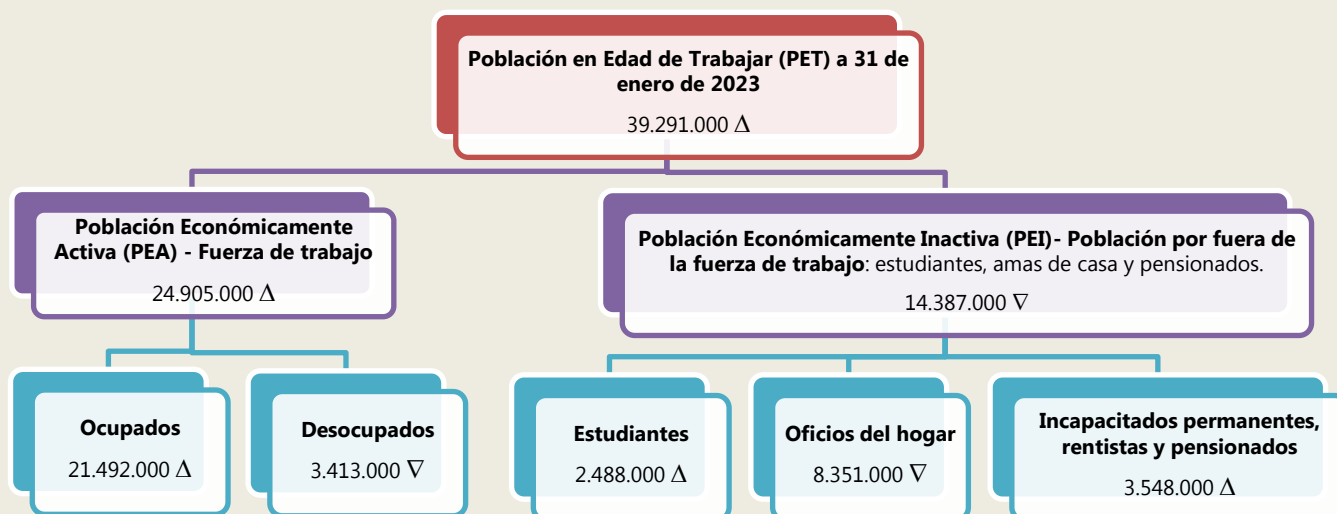 Población en Edad de Trabajar (PET) a 31 de
enero de 2023
39.291.000 Δ
Población Económicamente
Activa (PEA) - Fuerza de trabajo
24.905.000 Δ
Población Económicamente Inactiva (PEI)- Población por fuera de
la fuerza de trabajo: estudiantes, amas de casa y pensionados.
14.387.000 ∇
Ocupados
21.492.000 Δ
Desocupados
3.413.000 ∇
Estudiantes
2.488.000 Δ
Oficios del hogar
8.351.000 ∇
Incapacitados permanentes,
rentistas y pensionados
3.548.000 Δ